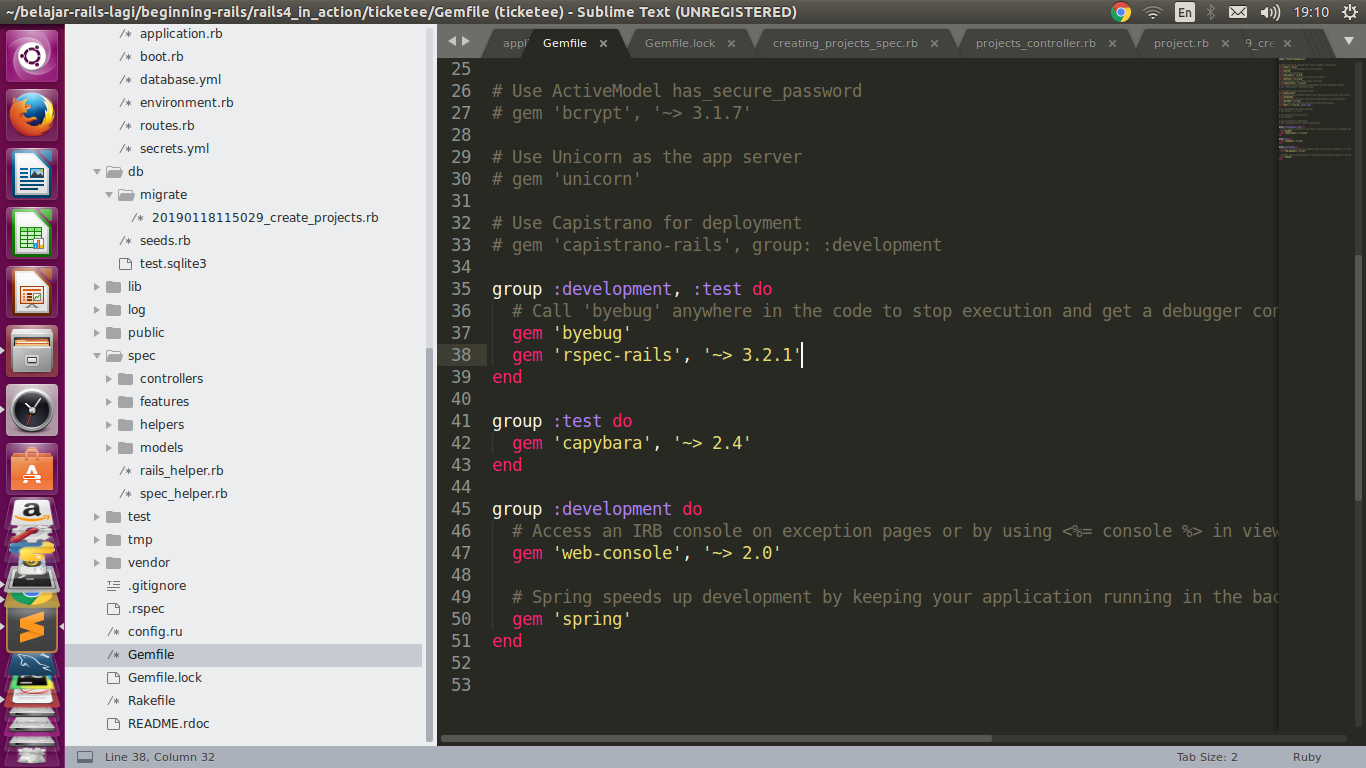 ~/belajar-rails-lagi/beginning-rails/rails4_in_action/ticketee/Gemfile (ticketee) - Sublime Text (UNREGISTERED)
En
19:10
application.rb
boot.rb
database.yml
environment.rb
routes.rb
secrets.yml
db
migrate
20190118115029_create_projects.rb
seeds.rb
test.sqlite3
lib
log
public
spec
controllers
features
helpers
models
rails_helper.rb
spec_helper.rb
test
tmp
vendor
.gitignore
.rspec
config.ru
Gemfile
Gemfile.lock
Rakefile
README.rdoc
appl
Gemfile ×
Gemfile.lock ×
creating_projects_spec.rb ×
projects_controller.rb ×
project.rb ×
9_cre ×
25
26 # Use ActiveModel has_secure_password
27 # gem 'bcrypt', '~> 3.1.7'
28
29 # Use Unicorn as the app server
30 # gem 'unicorn'
31
32 # Use Capistrano for deployment
33 # gem 'capistrano-rails', group: :development
34
35 group :development, :test do
36 # Call 'byebug' anywhere in the code to stop execution and get a debugger con
37 gem 'byebug'
38 gem 'rspec-rails', '~> 3.2.1'
39 end
40
41 group :test do
42 gem 'capybara', '~> 2.4'
43 end
44
45 group :development do
46 # Access an IRB console on exception pages or by using <%= console %> in view
47 gem 'web-console', '~> 2.0'
48
49 # Spring speeds up development by keeping your application running in the bac
50 gem 'spring'
51 end
52
53
Line 38, Column 32
Tab Size: 2
Ruby